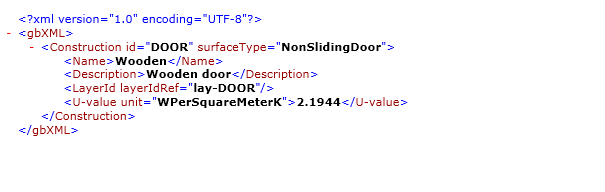 <?xml version="1.0" encoding="UTF-8"?>
- <gbXML>
- <Construction id="DOOR" surfaceType="NonSlidingDoor">
<Name>Wooden</Name>
<Description>Wooden door</Description>
<LayerId layerIdRef="lay-DOOR"/>
<U-value unit="WPerSquareMeterK">2.1944</U-value>
</Construction>
</gbXML>